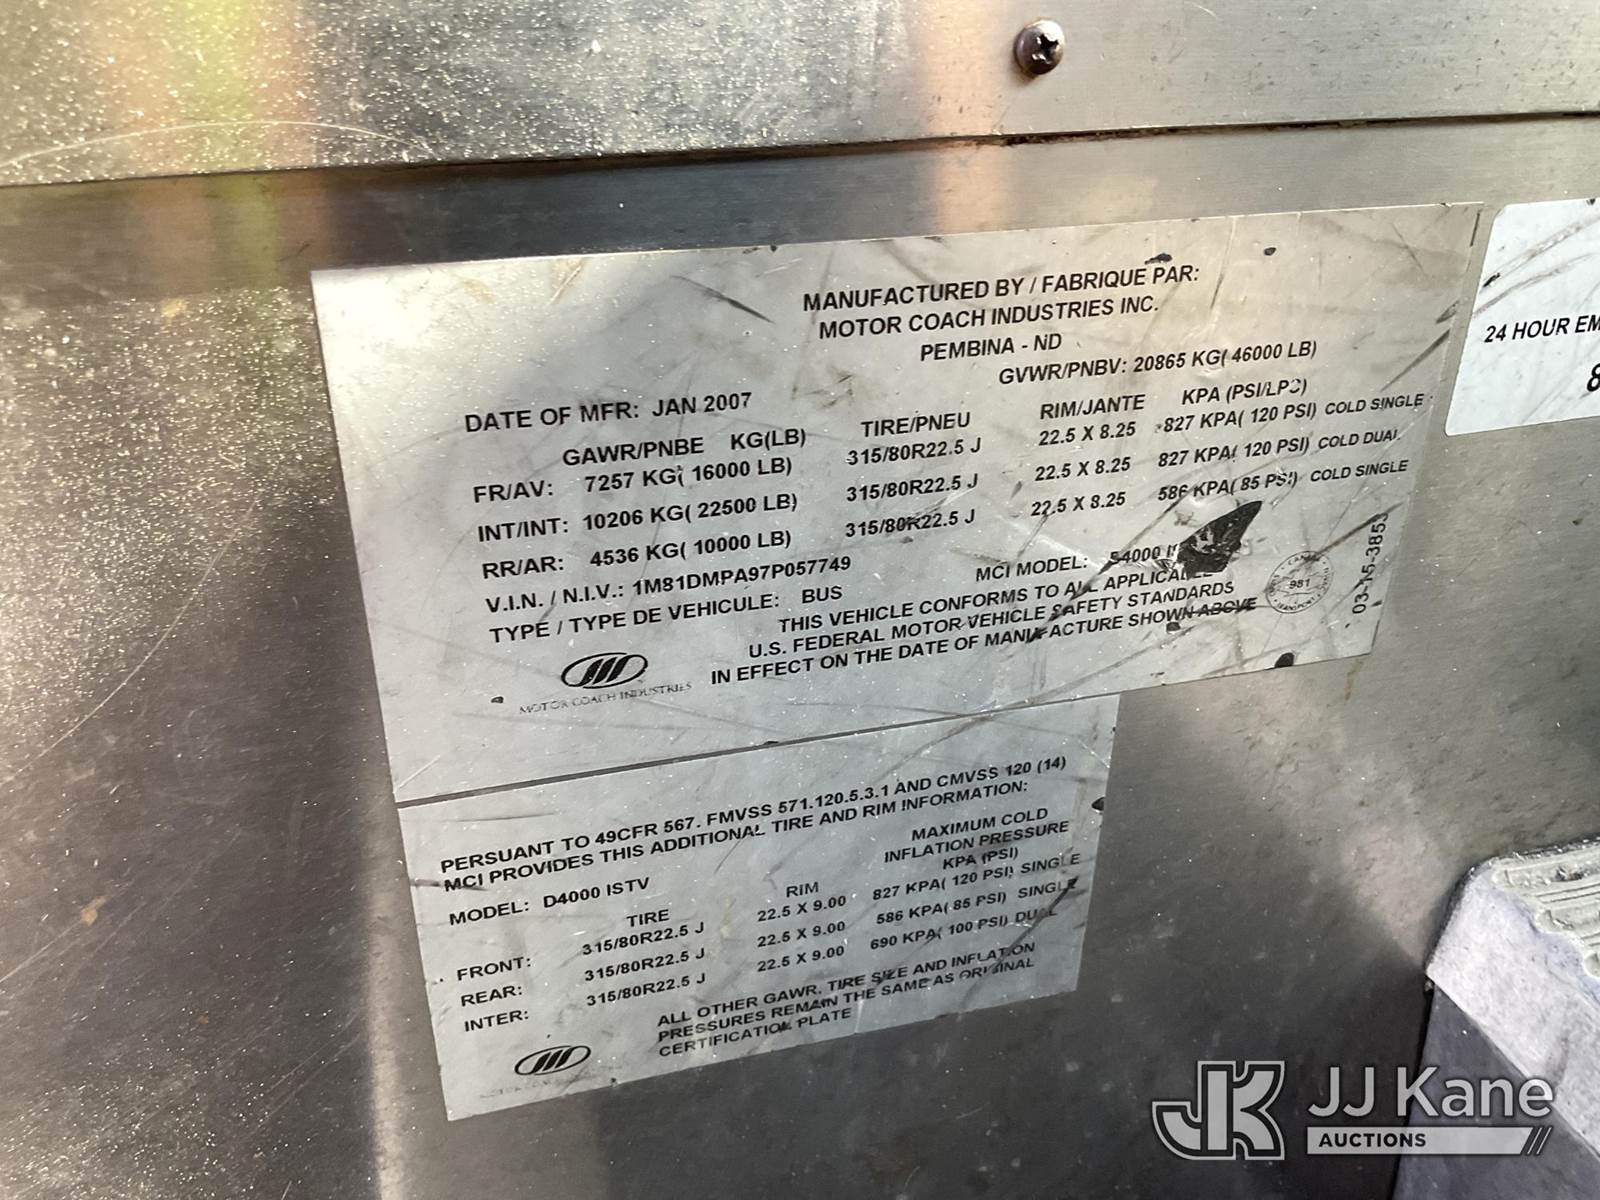 MANUFACTURED BY / FABRIQUE PAR:
MOTOR COACH INDUSTRIES INC.
PEMBINA - ND
GVWR/PNBV: 20865 KG( 46000 LB)
DATE OF MFR: JAN 2007
GAWR/PNBE KG(LB) TIRE/PNEU RIM/JANTE KPA (PSI/LPC)
FR/AV: 7257 KG( 16000 LB) 315/80R22.5 J 22.5 X 8.25 827 KPA( 120 PSI) COLD SINGLE
INT/INT: 10206 KG( 22500 LB) 315/80R22.5 J 22.5 X 8.25 827 KPA( 120 PSI) COLD DUAL
RR/AR: 4536 KG( 10000 LB) 315/80R22.5 J 22.5 X 8.25 586 KPA( 85 PSI) COLD SINGLE
V.I.N. / N.I.V.: 1M81DMPA97P057749 MCI MODEL:
TYPE / TYPE DE VEHICULE: BUS
THIS VEHICLE CONFORMS TO ALL APPLICABLE
U.S. FEDERAL MOTOR VEHICLE SAFETY STANDARDS
IN EFFECT ON THE DATE OF MANUFACTURE SHOWN ABOVE
MOTOR COACH INDUSTRIES
981
03-15-3853
24 HOUR EM
8
PERSUANT TO 49CFR 567. FMVSS 571.120.5.3.1 AND CMVSS 120 (14)
MCI PROVIDES THIS ADDITIONAL TIRE AND RIM INFORMATION:
MODEL: D4000 ISTV
MAXIMUM COLD
INFLATION PRESSURE
TIRE RIM KPA (PSI)
FRONT: 315/80R22.5 J 22.5 X 9.00 827 KPA( 120 PSI) SINGLE
REAR: 315/80R22.5 J 22.5 X 9.00 586 KPA( 85 PSI) SINGLE
INTER: 315/80R22.5 J 22.5 X 9.00 690 KPA( 100 PSI) DUAL
ALL OTHER GAWR, TIRE SIZE AND INFLATION
PRESSURES REMAIN THE SAME AS ORIGINAL
CERTIFICATION PLATE
JK JJ Kane
AUCTIONS